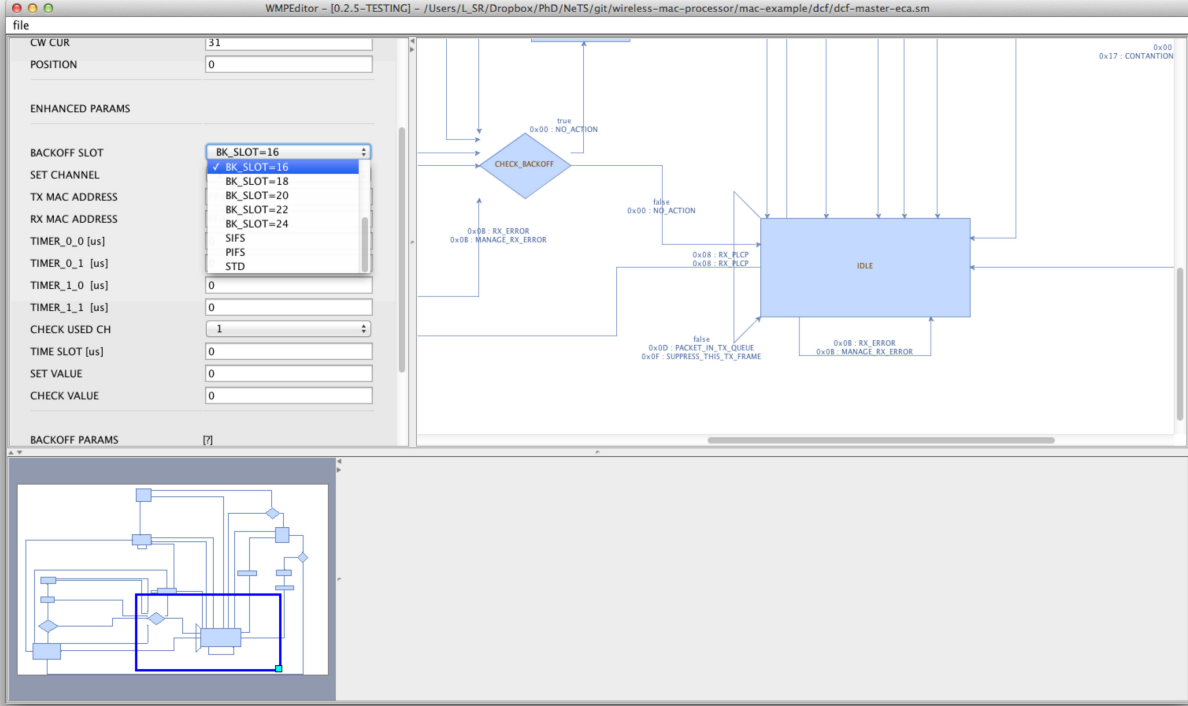 WMPEditor - [0.2.5-TESTING] - /Users/L_SR/Dropbox/PhD/NeTS/git/wireless-mac-processor/mac-example/dcf/dcf-master-eca.sm
file
CW CUR
31
POSITION
0
ENHANCED PARAMS
BACKOFF SLOT
BK_SLOT=16
✓ BK_SLOT=16
BK_SLOT=18
BK_SLOT=20
BK_SLOT=22
BK_SLOT=24
SIFS
PIFS
STD
SET CHANNEL
TX MAC ADDRESS
RX MAC ADDRESS
TIMER_0_0 [us]
TIMER_0_1 [us]
TIMER_1_0 [us]
0
TIMER_1_1 [us]
0
CHECK USED CH
1
TIME SLOT [us]
0
SET VALUE
0
CHECK VALUE
0
BACKOFF PARAMS
[?]
0x00
0x17 : CONTANTION
true
0x00 : NO_ACTION
CHECK_BACKOFF
false
0x00 : NO_ACTION
0x0B : RX_ERROR
0x0B : MANAGE_RX_ERROR
0x08 : RX_PLCP
0x08 : RX_PLCP
IDLE
false
0x0D : PACKET_IN_TX_QUEUE
0x0F : SUPPRESS_THIS_TX_FRAME
0x0B : RX_ERROR
0x0B : MANAGE_RX_ERROR